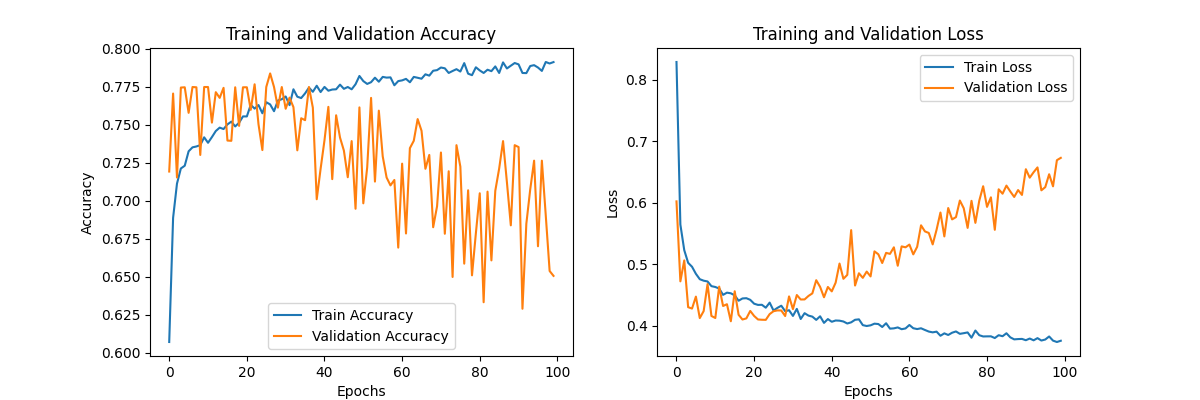 Training and Validation Accuracy
0.800
0.775
0.750
0.725
0.700
0.675
0.650
0.625
0.600
Accuracy
Train Accuracy
Validation Accuracy
0 20 40 60 80 100
Epochs
Training and Validation Loss
0.8
0.7
0.6
0.5
0.4
Loss
Train Loss
Validation Loss
0 20 40 60 80 100
Epochs